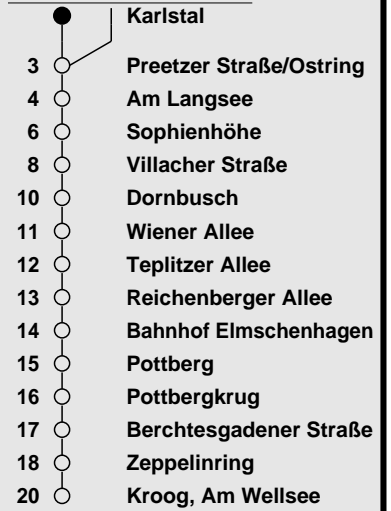 Karlstal
3 Preetzer Straße/Ostring
4 Am Langsee
6 Sophienhöhe
8 Villacher Straße
10 Dornbusch
11 Wiener Allee
12 Teplitzer Allee
13 Reichenberger Allee
14 Bahnhof Elmschenhagen
15 Pottberg
16 Pottbergkrug
17 Berchtesgadener Straße
18 Zeppelinring
20 Kroog, Am Wellsee